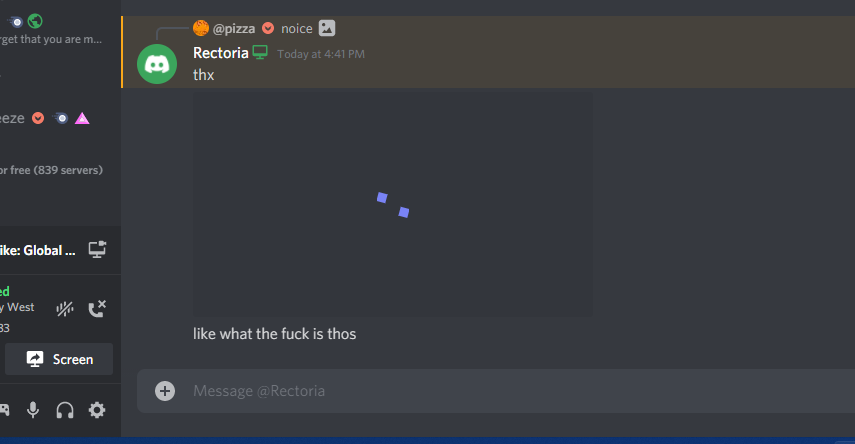 @pizza noice
Rectoria Today at 4:41 PM
thx
like what the fuck is thos
Message @Rectoria
rget that you are m...
eeze
or free (839 servers)
ike: Global ...
ed
y West
33
Screen